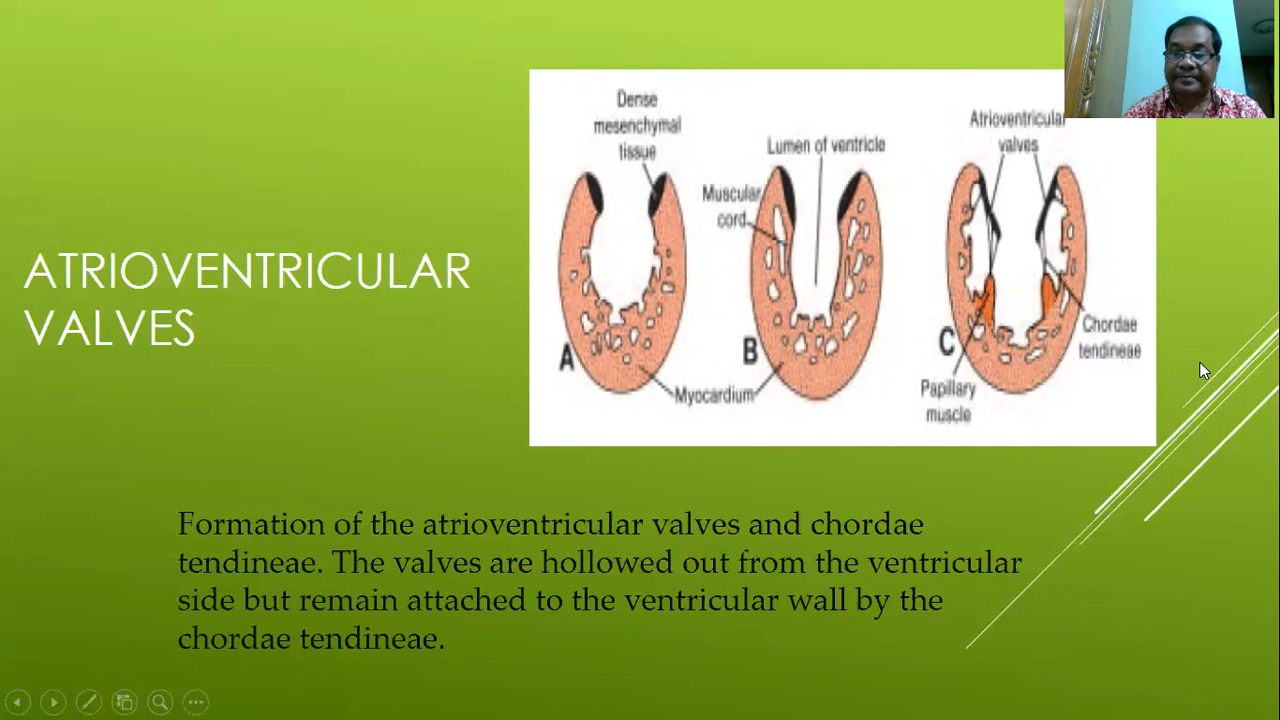 ATRIOVENTRICULAR
VALVES
Dense
mesenchymal
tissue
Muscular
cord
Lumen of ventricle
Atrioventricular
valves
A
B
C
Myocardium
Papillary
muscle
Chordae
tendineae
Formation of the atrioventricular valves and chordae
tendineae. The valves are hollowed out from the ventricular
side but remain attached to the ventricular wall by the
chordae tendineae.